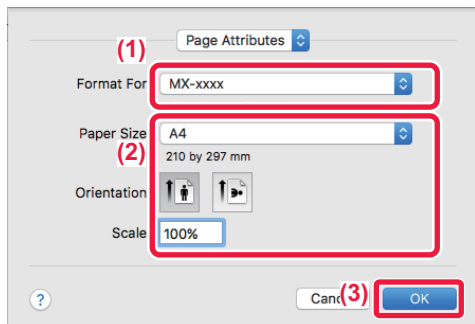 Page Attributes
(1)
Format For MX-xxxx
Paper Size A4
(2)
210 by 297 mm
Orientation
Scale 100%
? (3) OK